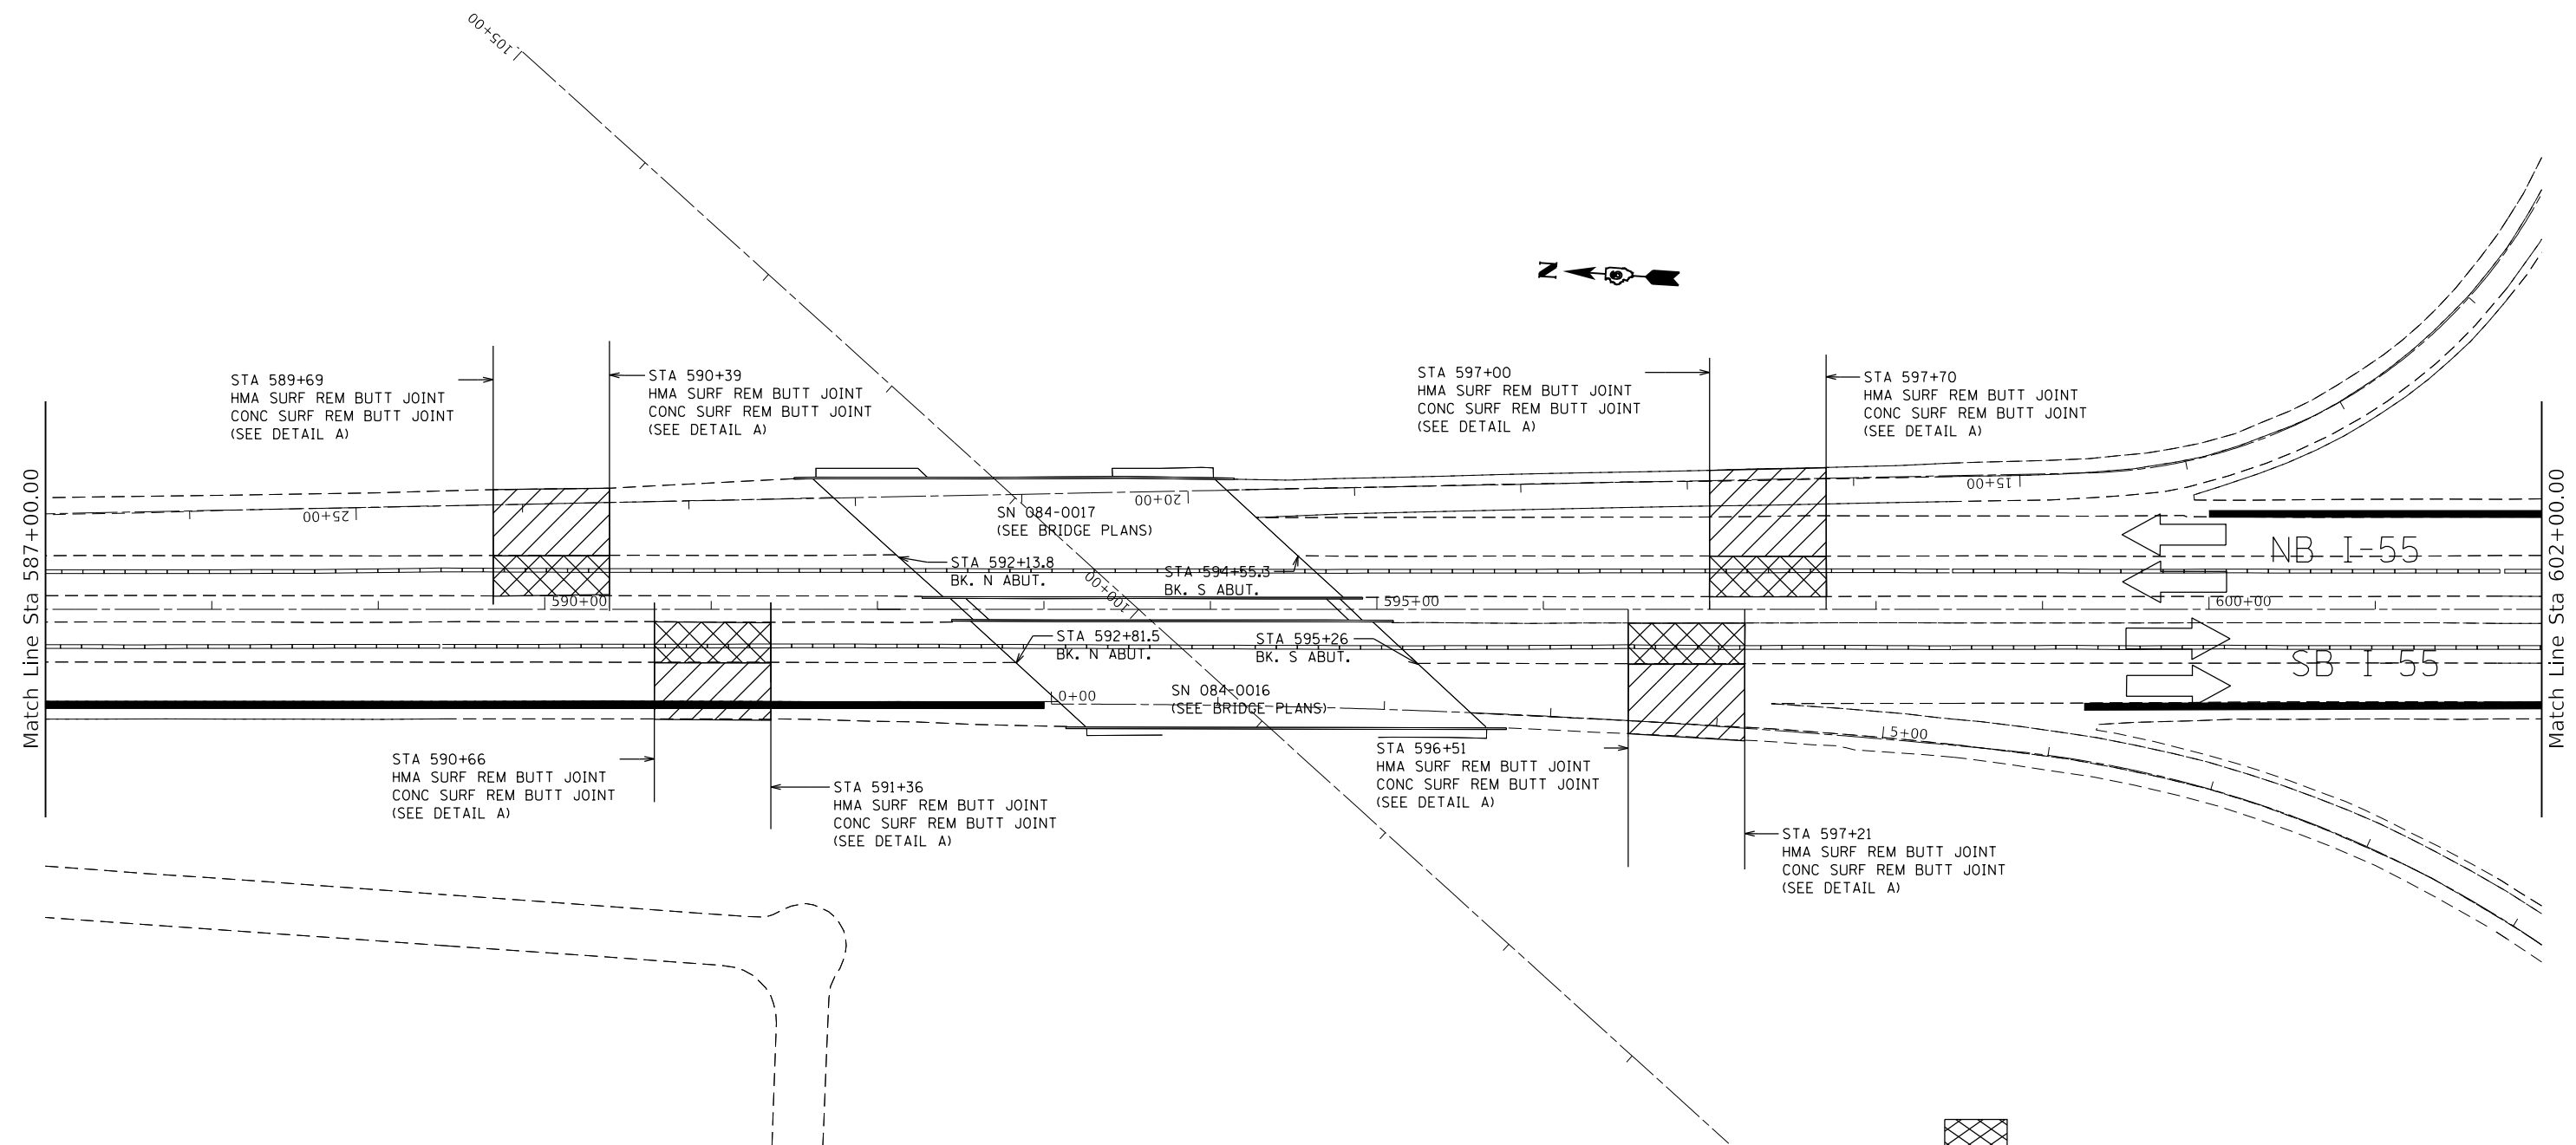 105+00
N
STA 589+69
HMA SURF REM BUTT JOINT
CONC SURF REM BUTT JOINT
(SEE DETAIL A)
STA 590+39
HMA SURF REM BUTT JOINT
CONC SURF REM BUTT JOINT
(SEE DETAIL A)
STA 597+00
HMA SURF REM BUTT JOINT
CONC SURF REM BUTT JOINT
(SEE DETAIL A)
STA 597+70
HMA SURF REM BUTT JOINT
CONC SURF REM BUTT JOINT
(SEE DETAIL A)
Match Line Sta 587+00.00
25+00
20+00
15+00
SN 084-0017
(SEE BRIDGE PLANS)
STA 592+13.8
BK. N ABUT.
STA 594+55.3
BK. S ABUT.
NB I-55
100+00
590+00
595+00
600+00
STA 592+81.5
BK. N ABUT.
STA 595+26
BK. S ABUT.
SB I-55
0+00
SN 084-0016
(SEE BRIDGE PLANS)
5+00
Match Line Sta 602+00.00
STA 590+66
HMA SURF REM BUTT JOINT
CONC SURF REM BUTT JOINT
(SEE DETAIL A)
STA 591+36
HMA SURF REM BUTT JOINT
CONC SURF REM BUTT JOINT
(SEE DETAIL A)
STA 596+51
HMA SURF REM BUTT JOINT
CONC SURF REM BUTT JOINT
(SEE DETAIL A)
STA 597+21
HMA SURF REM BUTT JOINT
CONC SURF REM BUTT JOINT
(SEE DETAIL A)